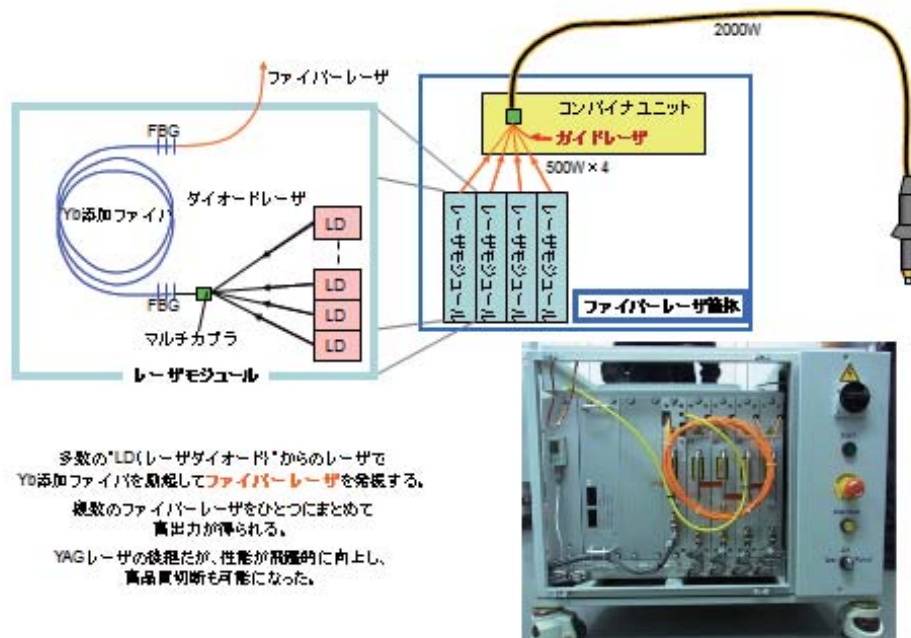 2000W
ファイバーレーザ
コンバイナユニット
ガイドレーザ
500W×4
FBG
ダイオードレーザ
Yb添加ファイバ
LD
LD
LD
LD
FBG
マルチカプラ
レーザモジュール
レーザモジュール
レーザモジュール
レーザモジュール
レーザモジュール
ファイバーレーザ筐体
多数の"LD(レーザダイオード)"からのレーザで
Yb添加ファイバを励起してファイバーレーザを発振する。
複数のファイバーレーザをひとつにまとめて
高出力が得られる。
YAGレーザの後継だが、性能が飛躍的に向上し、
高品質切断も可能になった。